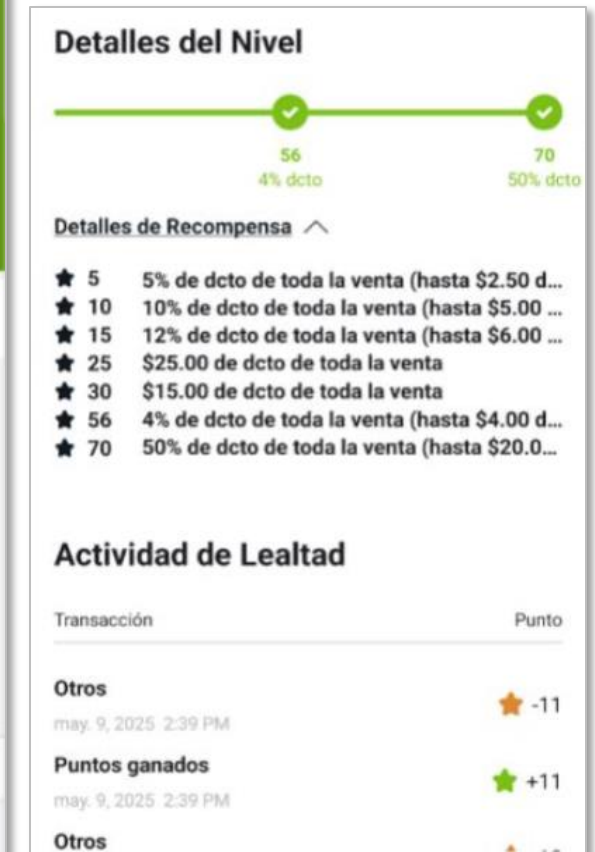 Detalles del Nivel
56 70
4% dcto 50% dcto
Detalles de Recompensa
5 5% de dcto de toda la venta (hasta $2.50 d...
10 10% de dcto de toda la venta (hasta $5.00 ...
15 12% de dcto de toda la venta (hasta $6.00 ...
25 $25.00 de dcto de toda la venta
30 $15.00 de dcto de toda la venta
56 4% de dcto de toda la venta (hasta $4.00 d...
70 50% de dcto de toda la venta (hasta $20.0...
Actividad de Lealtad
Transacción Punto
Otros -11
may. 9, 2025 2:39 PM
Puntos ganados +11
may. 9, 2025 2:39 PM
Otros